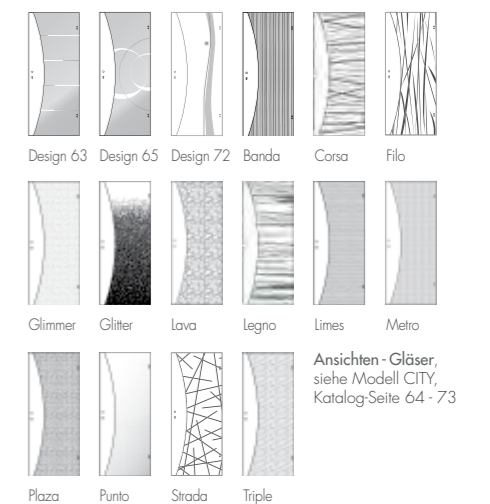 Design 63 Design 65 Design 72 Banda Corsa Filo
Glimmer Glitter Lava Legno Limes Metro
Ansichten - Gläser,
siehe Modell CITY,
Katalog-Seite 64 - 73
Plaza Punto Strada Triple